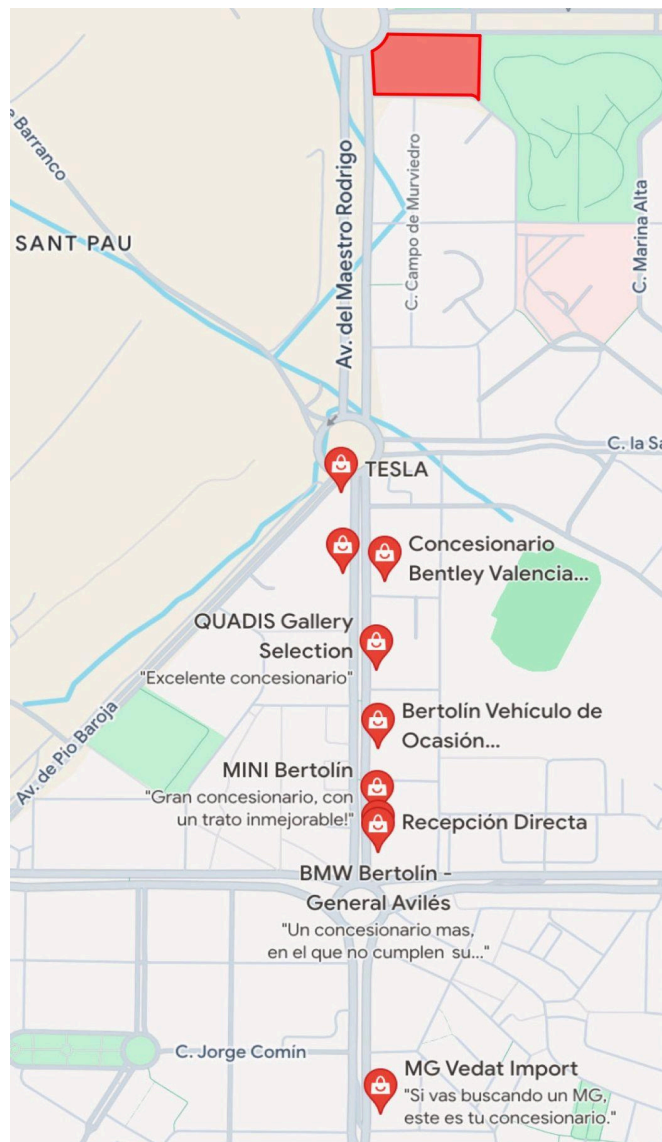 Barranco
SANT PAU
Av. del Maestro Rodrigo
C. Campo de Murviedro
C. Marina Alta
C. la Sa
TESLA
Concesionario
Bentley Valencia...
QUADIS Gallery
Selection
"Excelente concesionario"
Bertolín Vehículo de
Ocasión...
Av. de Pío Baroja
MINI Bertolín
"Gran concesionario, con
un trato inmejorable!"
Recepción Directa
BMW Bertolín -
General Avilés
"Un concesionario mas,
en el que no cumplen su..."
C. Jorge Comín
MG Vedat Import
"Si vas buscando un MG,
este es tu concesionario."